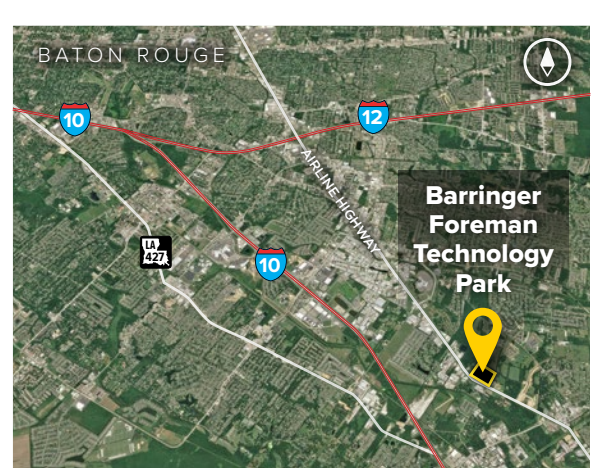 BATON ROUGE
10
12
AIRLINE HIGHWAY
Barringer
Foreman
Technology
Park
LA
427
10